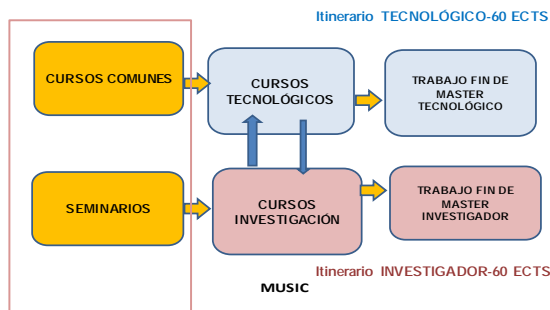 Itinerario TECNOLÓGICO-60 ECTS
CURSOS COMUNES
CURSOS
TECNOLÓGICOS
TRABAJO FIN DE
MASTER
TECNOLÓGICO
SEMINARIOS
CURSOS
INVESTIGACIÓN
TRABAJO FIN DE
MASTER
INVESTIGADOR
Itinerario INVESTIGADOR-60 ECTS
MUSIC